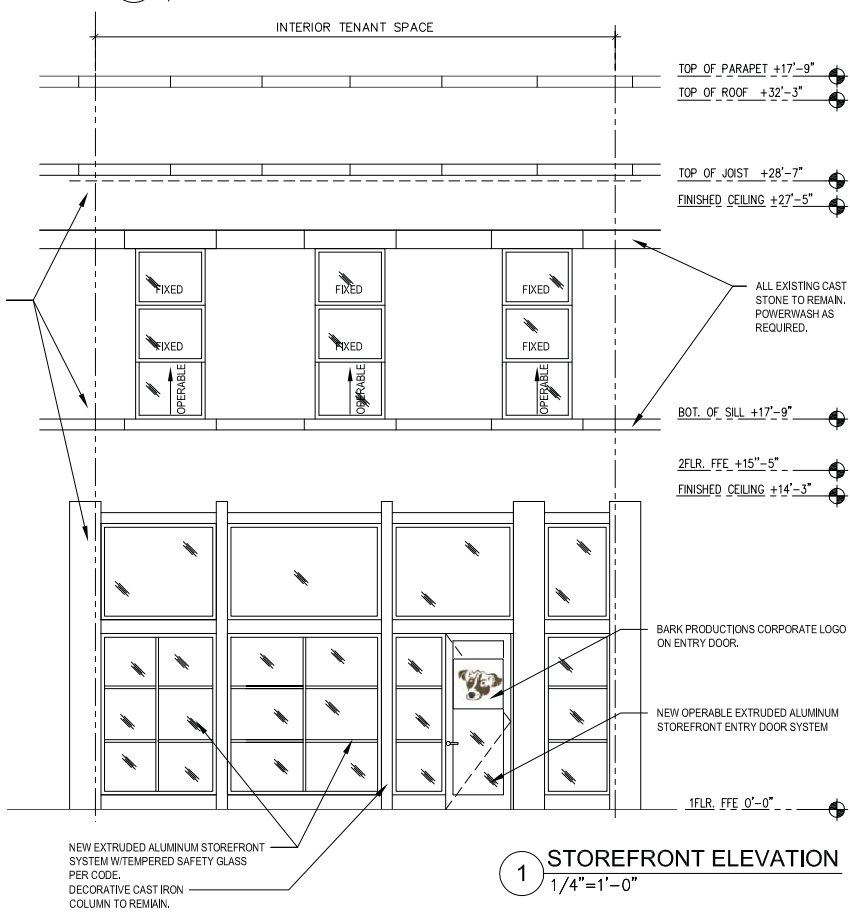 INTERIOR TENANT SPACE
TOP OF PARAPET +17'-9"
TOP OF ROOF +32'-3"
TOP OF JOIST +28'-7"
FINISHED CEILING +27'-5"
FIXED FIXED FIXED
ALL EXISTING CAST
STONE TO REMAIN.
POWERWASH AS
REQUIRED.
FIXED FIXED FIXED
OPERABLE OPERABLE OPERABLE
BOT. OF SILL +17'-9"
2FLR. FFE +15"-5"
FINISHED CEILING +14'-3"
BARK PRODUCTIONS CORPORATE LOGO
ON ENTRY DOOR.
NEW OPERABLE EXTRUDED ALUMINUM
STOREFRONT ENTRY DOOR SYSTEM
1FLR. FFE 0'-0"
NEW EXTRUDED ALUMINUM STOREFRONT
SYSTEM W/TEMPERED SAFETY GLASS
PER CODE.
DECORATIVE CAST IRON
COLUMN TO REMIAIN.
1 STOREFRONT ELEVATION
1/4"=1'-0"